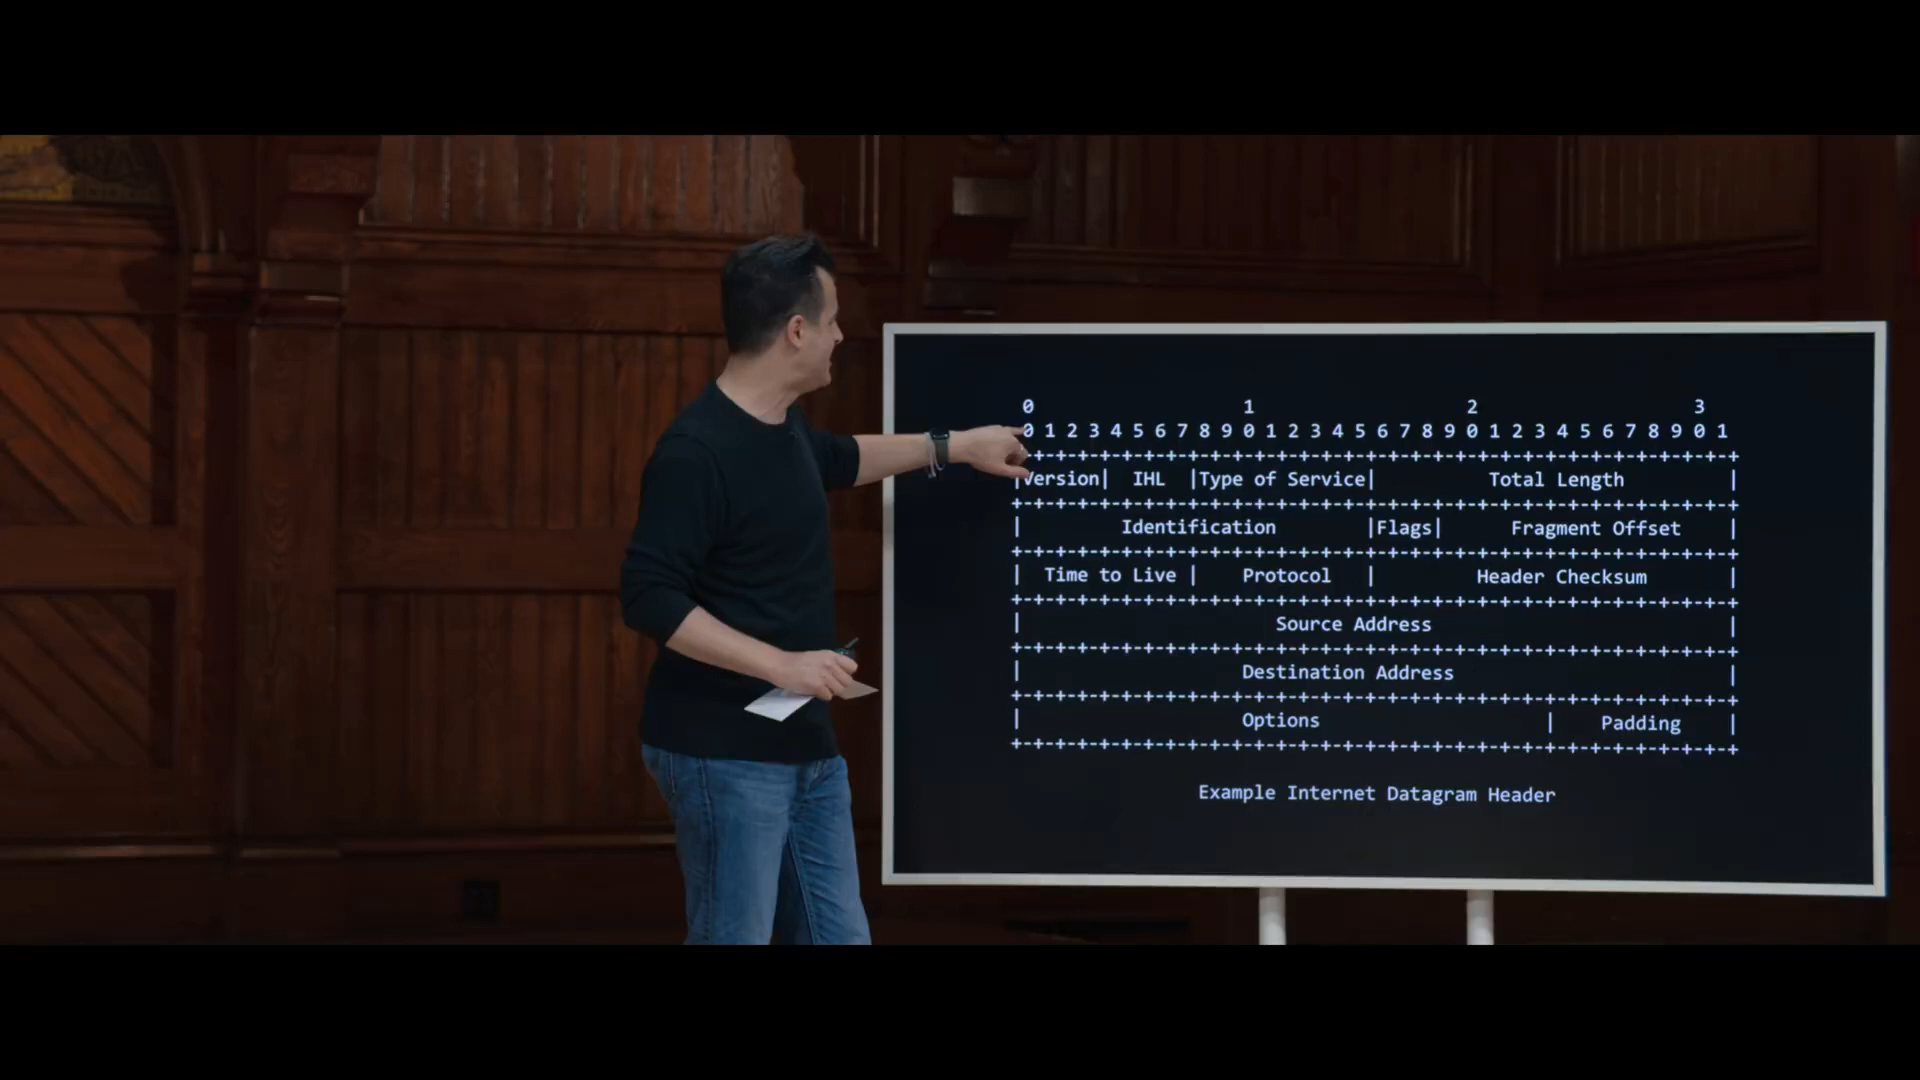 0 1 2 3
0 1 2 3 4 5 6 7 8 9 0 1 2 3 4 5 6 7 8 9 0 1 2 3 4 5 6 7 8 9 0 1
+-+-+-+-+-+-+-+-+-+-+-+-+-+-+-+-+-+-+-+-+-+-+-+-+-+-+-+-+-+-+-+-+
|Version| IHL |Type of Service| Total Length |
+-+-+-+-+-+-+-+-+-+-+-+-+-+-+-+-+-+-+-+-+-+-+-+-+-+-+-+-+-+-+-+-+
| Identification |Flags| Fragment Offset |
+-+-+-+-+-+-+-+-+-+-+-+-+-+-+-+-+-+-+-+-+-+-+-+-+-+-+-+-+-+-+-+-+
| Time to Live | Protocol | Header Checksum |
+-+-+-+-+-+-+-+-+-+-+-+-+-+-+-+-+-+-+-+-+-+-+-+-+-+-+-+-+-+-+-+-+
| Source Address |
+-+-+-+-+-+-+-+-+-+-+-+-+-+-+-+-+-+-+-+-+-+-+-+-+-+-+-+-+-+-+-+-+
| Destination Address |
+-+-+-+-+-+-+-+-+-+-+-+-+-+-+-+-+-+-+-+-+-+-+-+-+-+-+-+-+-+-+-+-+
| Options | Padding |
+-+-+-+-+-+-+-+-+-+-+-+-+-+-+-+-+-+-+-+-+-+-+-+-+-+-+-+-+-+-+-+-+
Example Internet Datagram Header